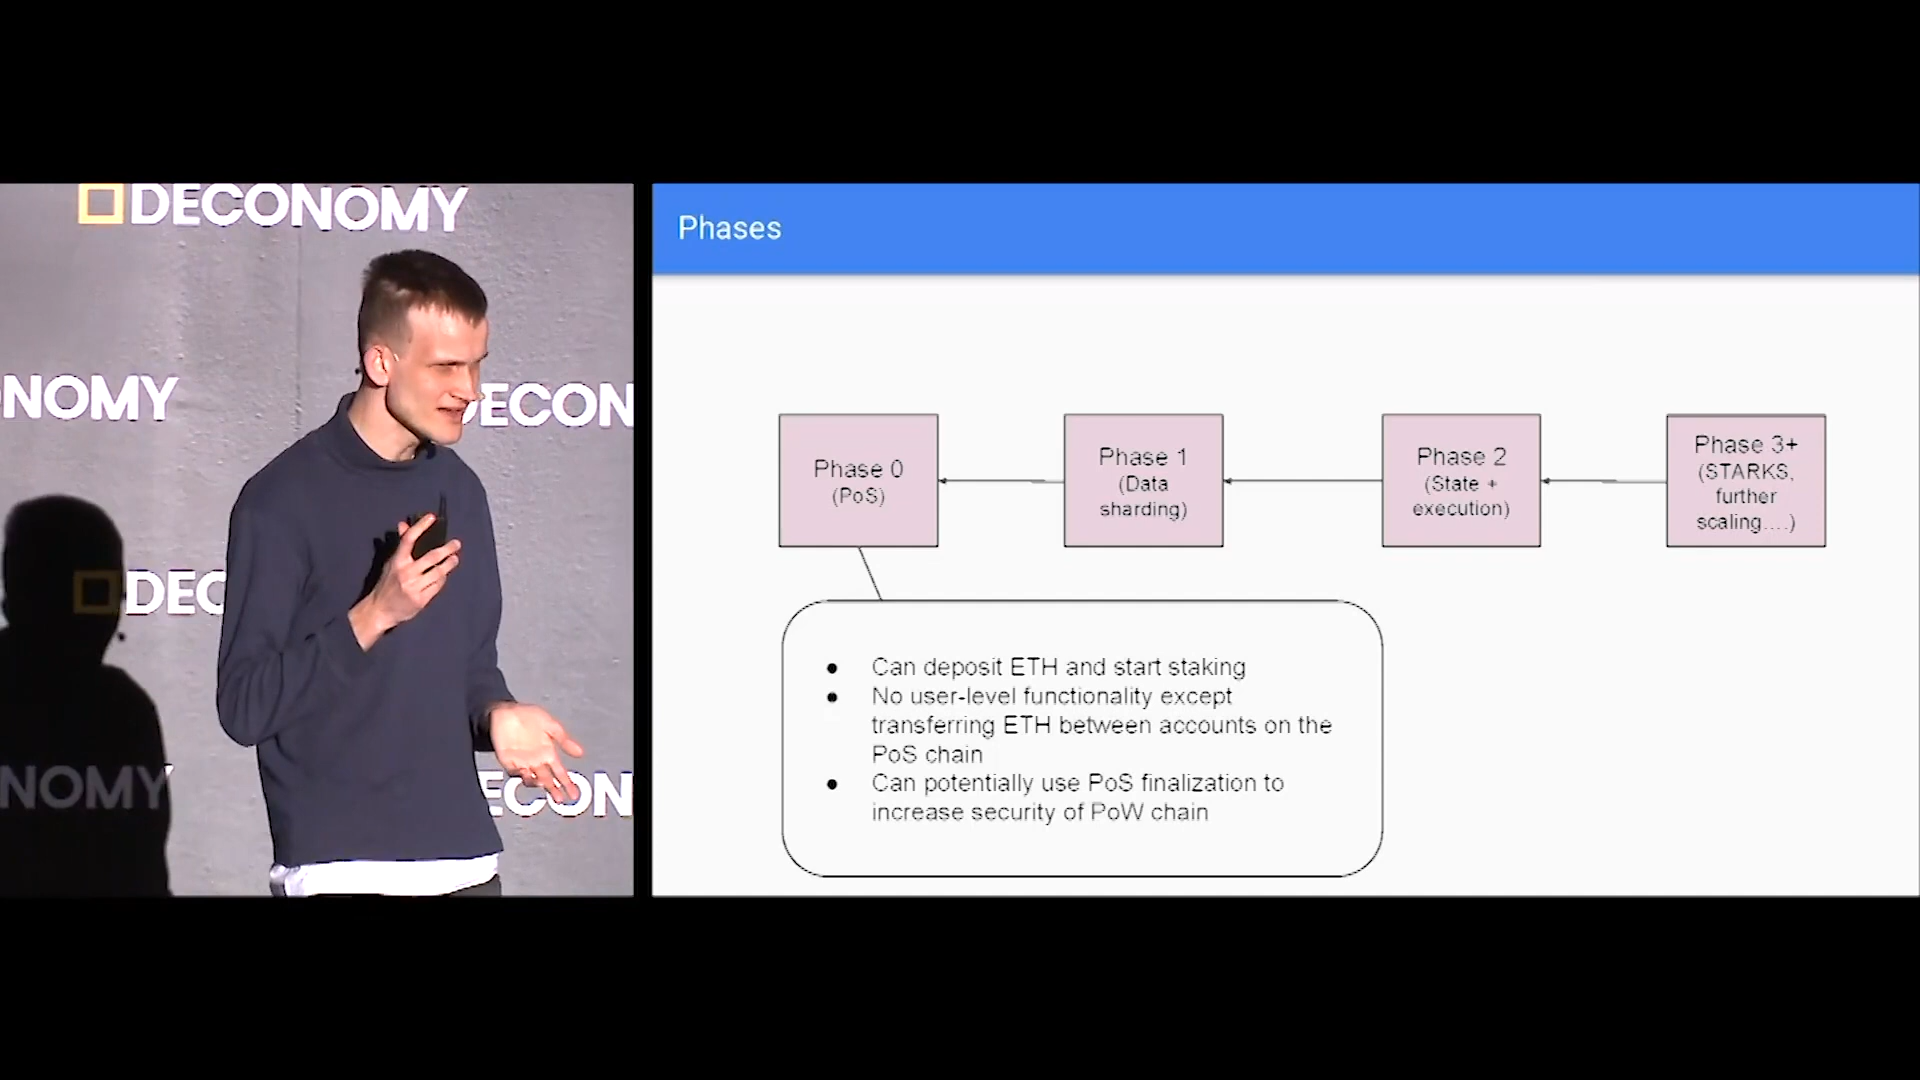 DECONOMY
NOMY
DECON
DEC
NOMY
ECON
Phases
Phase 0
(PoS)
Phase 1
(Data
sharding)
Phase 2
(State +
execution)
Phase 3+
(STARKS,
further
scaling....)
● Can deposit ETH and start staking
● No user-level functionality except
transferring ETH between accounts on the
PoS chain
● Can potentially use PoS finalization to
increase security of PoW chain